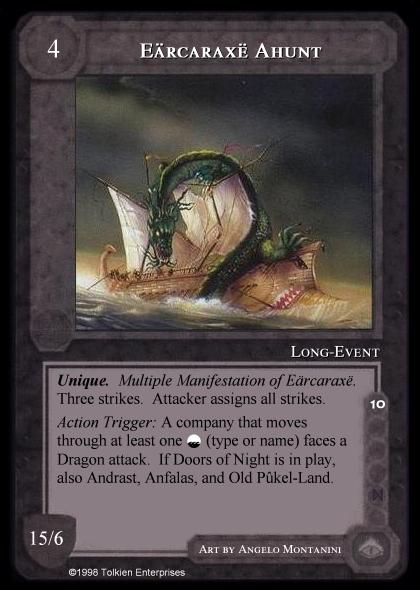 4
Eärcaraxë Ahunt
Long-Event
Unique. Multiple Manifestation of Eärcaraxë.
Three strikes. Attacker assigns all strikes.
10
Action Trigger: A company that moves
through at least one (type or name) faces a
Dragon attack. If Doors of Night is in play,
also Andrast, Anfalas, and Old Pûkel-Land.
N
15/6
Art by Angelo Montanini
©1998 Tolkien Enterprises